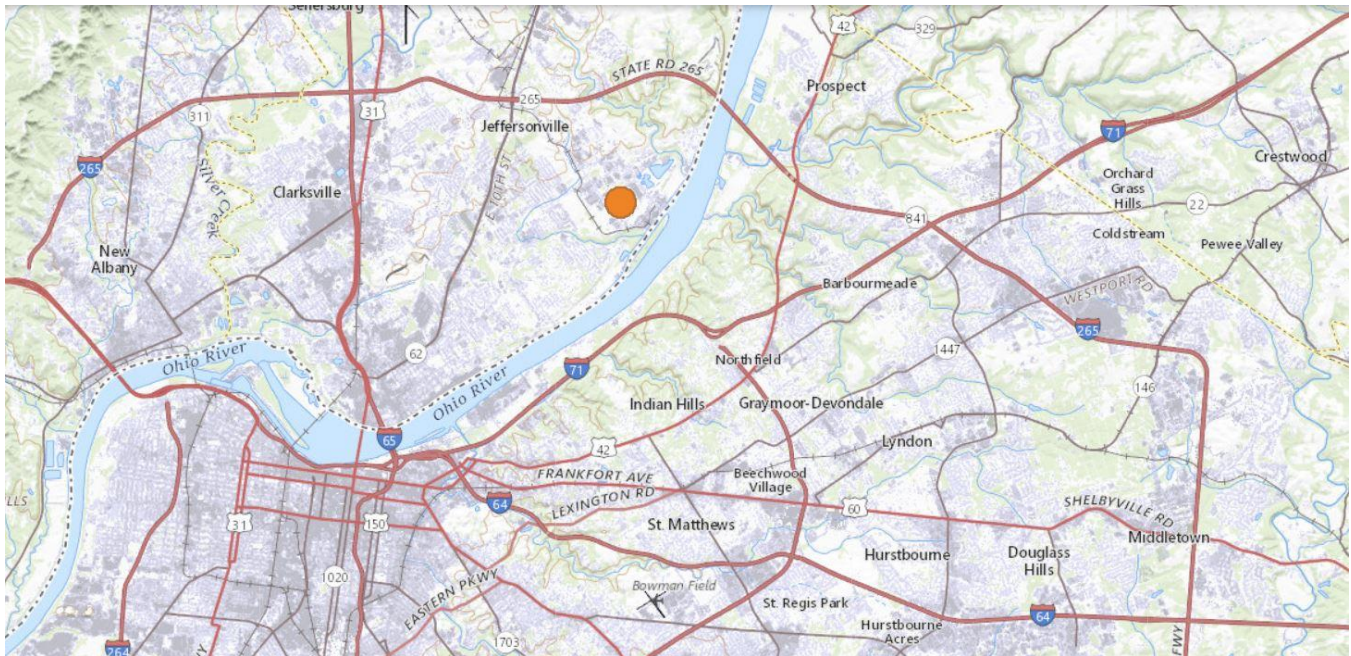 Sellersburg
42
329
STATE RD 265
Prospect
265
31
311
Jeffersonville
71
Crestwood
265
Silver Creek
Clarksville
E 10TH ST
Orchard
Grass
Hills
22
841
Coldstream
Pewee Valley
New
Albany
Barbourmeade
WESTPORT RD
265
Ohio River
62
1447
Northfield
71
146
Ohio River
Indian Hills
Graymoor-Devondale
65
42
Lyndon
FRANKFORT AVE
Beechwood
Village
LEXINGTON RD
64
60
SHELBYVILLE RD
31
150
St. Matthews
Middletown
Hurstbourne
Douglass
Hills
1020
Bowman Field
EASTERN PKWY
St. Regis Park
64
Hurstbourne
Acres
1703
264
WY
FWY
LLS